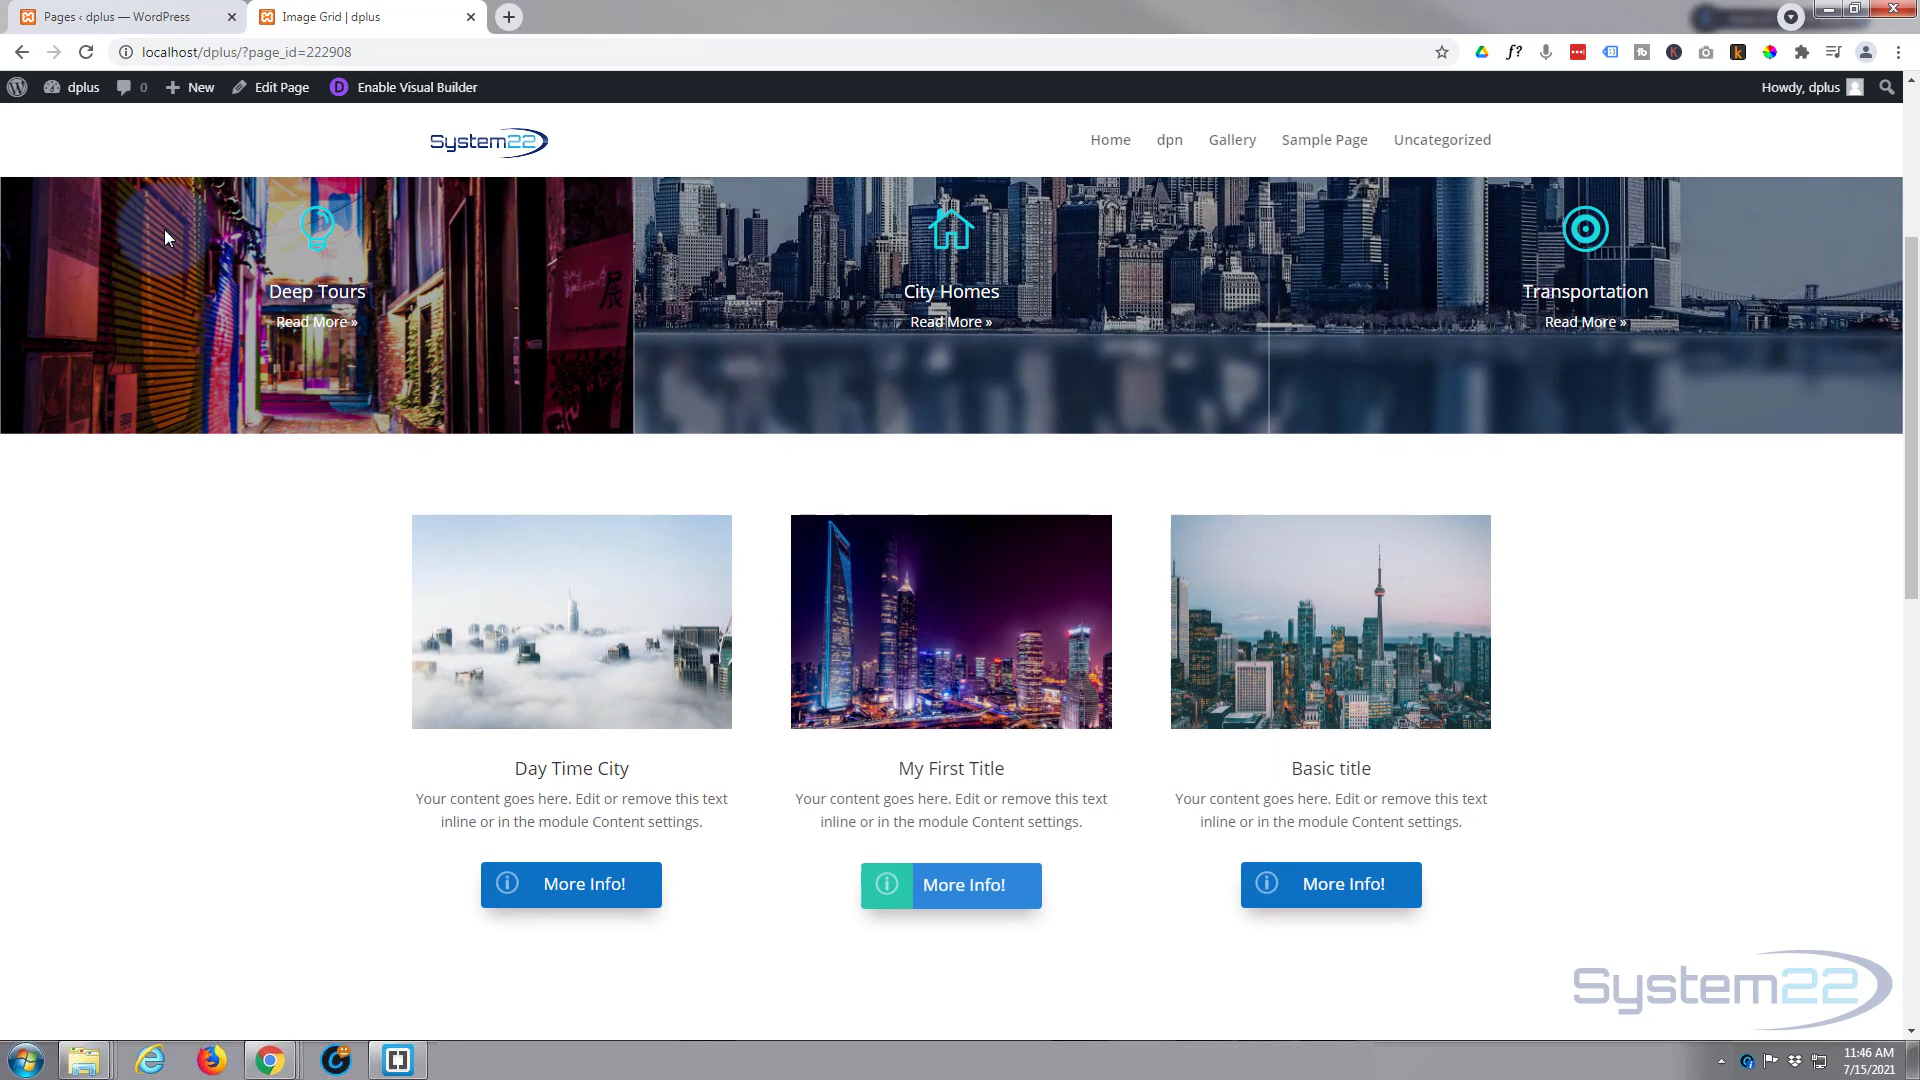 Pages ‹ dplus — WordPress
Image Grid | dplus
localhost/dplus/?page_id=222908
dplus
0
New
Edit Page
Enable Visual Builder
Howdy, dplus
System22
Home
dpn
Gallery
Sample Page
Uncategorized
Deep Tours
Read More »
City Homes
Read More »
Transportation
Read More »
Day Time City
Your content goes here. Edit or remove this text
inline or in the module Content settings.
More Info!
My First Title
Your content goes here. Edit or remove this text
inline or in the module Content settings.
More Info!
Basic title
Your content goes here. Edit or remove this text
inline or in the module Content settings.
More Info!
System22
11:46 AM
7/15/2021